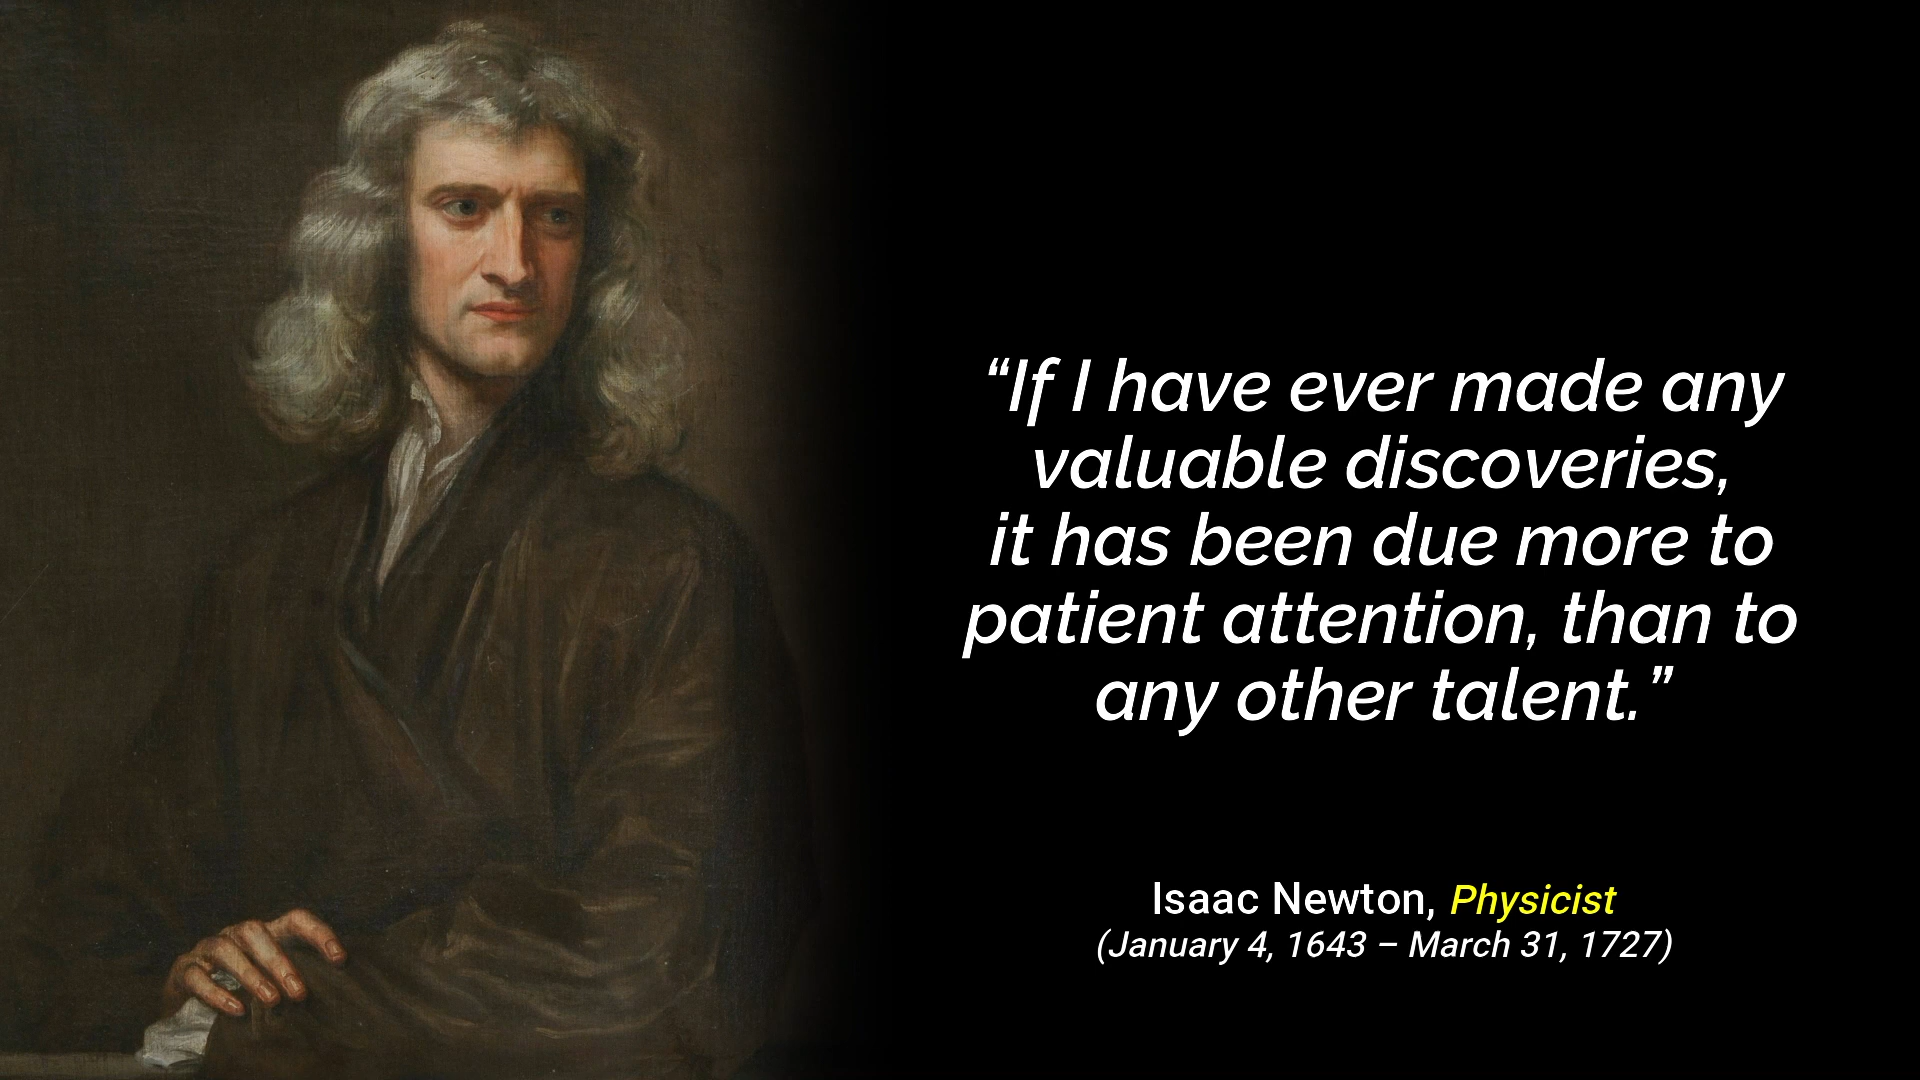 “If I have ever made any
valuable discoveries,
it has been due more to
patient attention, than to
any other talent.”
Isaac Newton, Physicist
(January 4, 1643 – March 31, 1727)